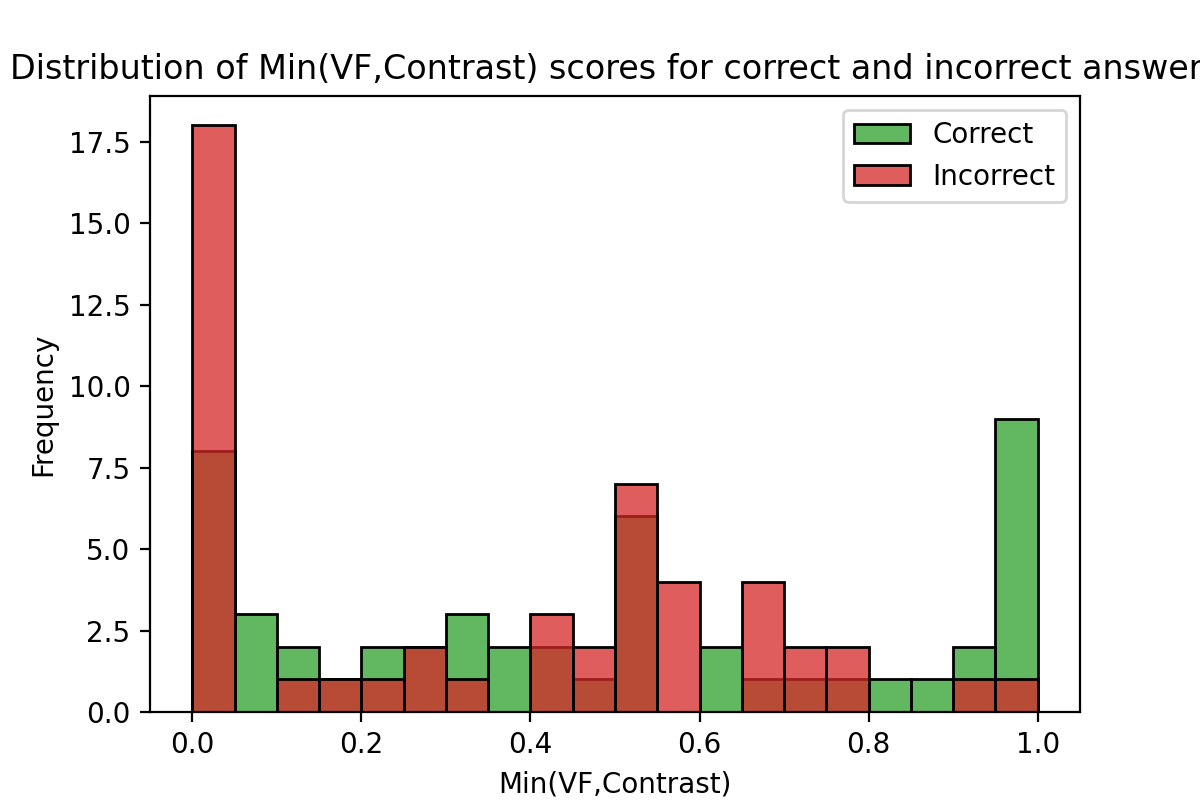 Distribution of Min(VF,Contrast) scores for correct and incorrect answer
Correct
Incorrect
Frequency
17.5
15.0
12.5
10.0
7.5
5.0
2.5
0.0
0.0 0.2 0.4 0.6 0.8 1.0
Min(VF,Contrast)